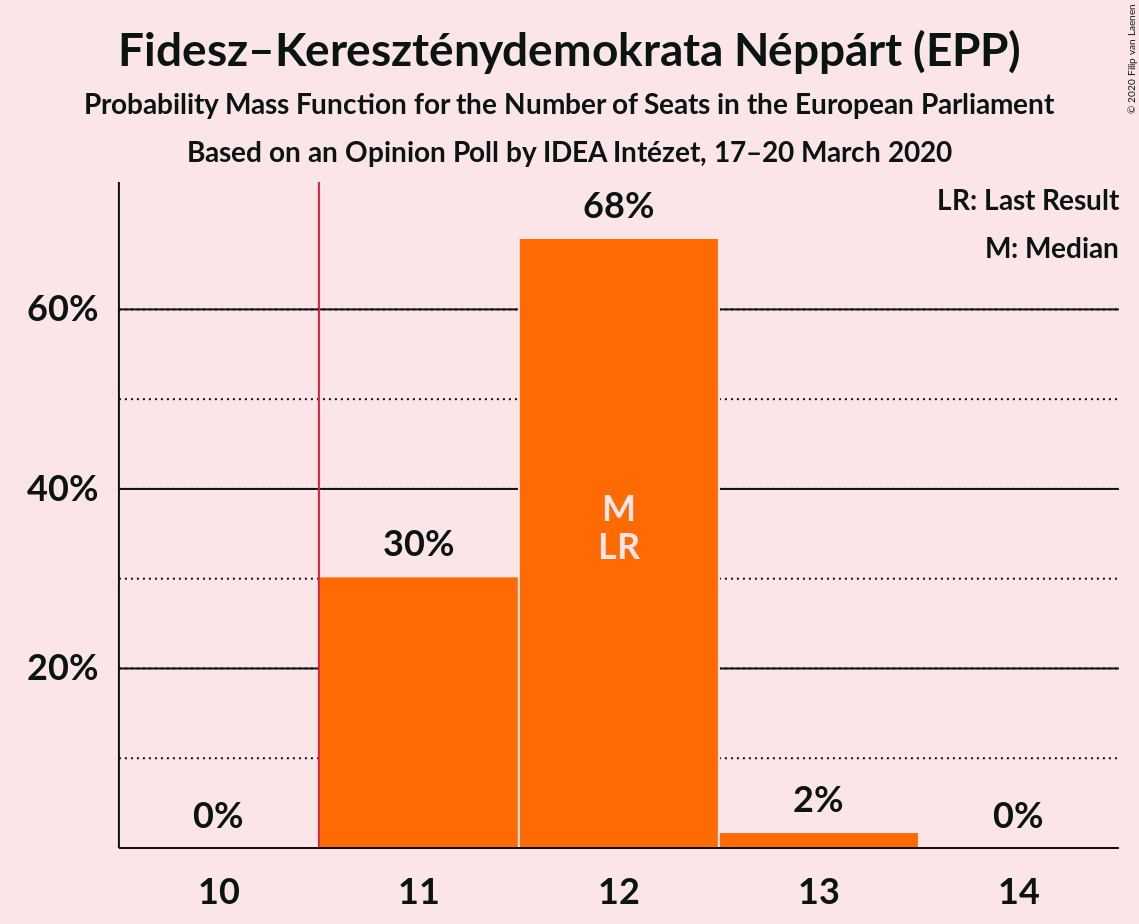 Fidesz–Kereszténydemokrata Néppárt (EPP)
Probability Mass Function for the Number of Seats in the European Parliament
Based on an Opinion Poll by IDEA Intézet, 17–20 March 2020
© 2020 Filip van Laenen
LR: Last Result
M: Median
68%
60%
40%
M
30%
LR
20%
0%
2%
0%
10
11
12
13
14